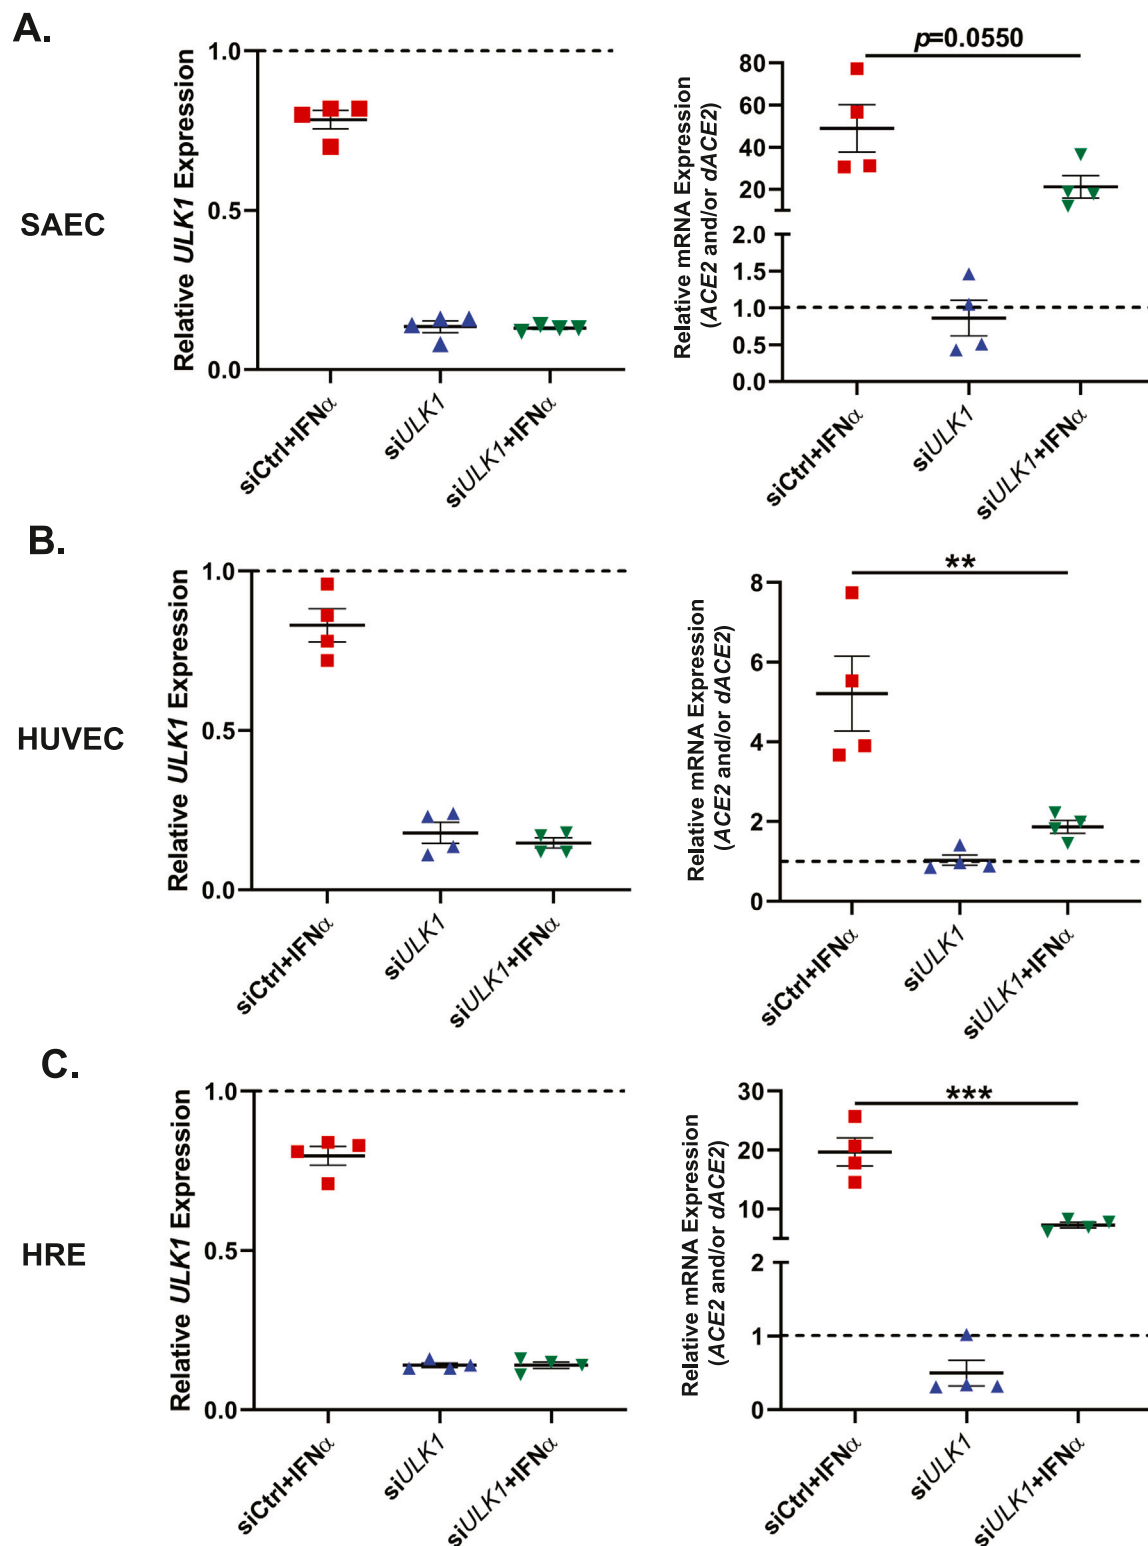 A.
SAEC
Relative ULK1 Expression
1.0
0.5
0.0
siCtrl+IFNα
siULK1
siULK1+IFNα
Relative mRNA Expression
(ACE2 and/or dACE2)
p=0.0550
80
60
40
20
2.0
1.5
1.0
0.5
0.0
siCtrl+IFNα
siULK1
siULK1+IFNα
B.
HUVEC
Relative ULK1 Expression
1.0
0.5
0.0
siCtrl+IFNα
siULK1
siULK1+IFNα
Relative mRNA Expression
(ACE2 and/or dACE2)
**
8
6
4
2
0
siCtrl+IFNα
siULK1
siULK1+IFNα
C.
HRE
Relative ULK1 Expression
1.0
0.5
0.0
siCtrl+IFNα
siULK1
siULK1+IFNα
Relative mRNA Expression
(ACE2 and/or dACE2)
***
30
20
10
2
1
0
siCtrl+IFNα
siULK1
siULK1+IFNα